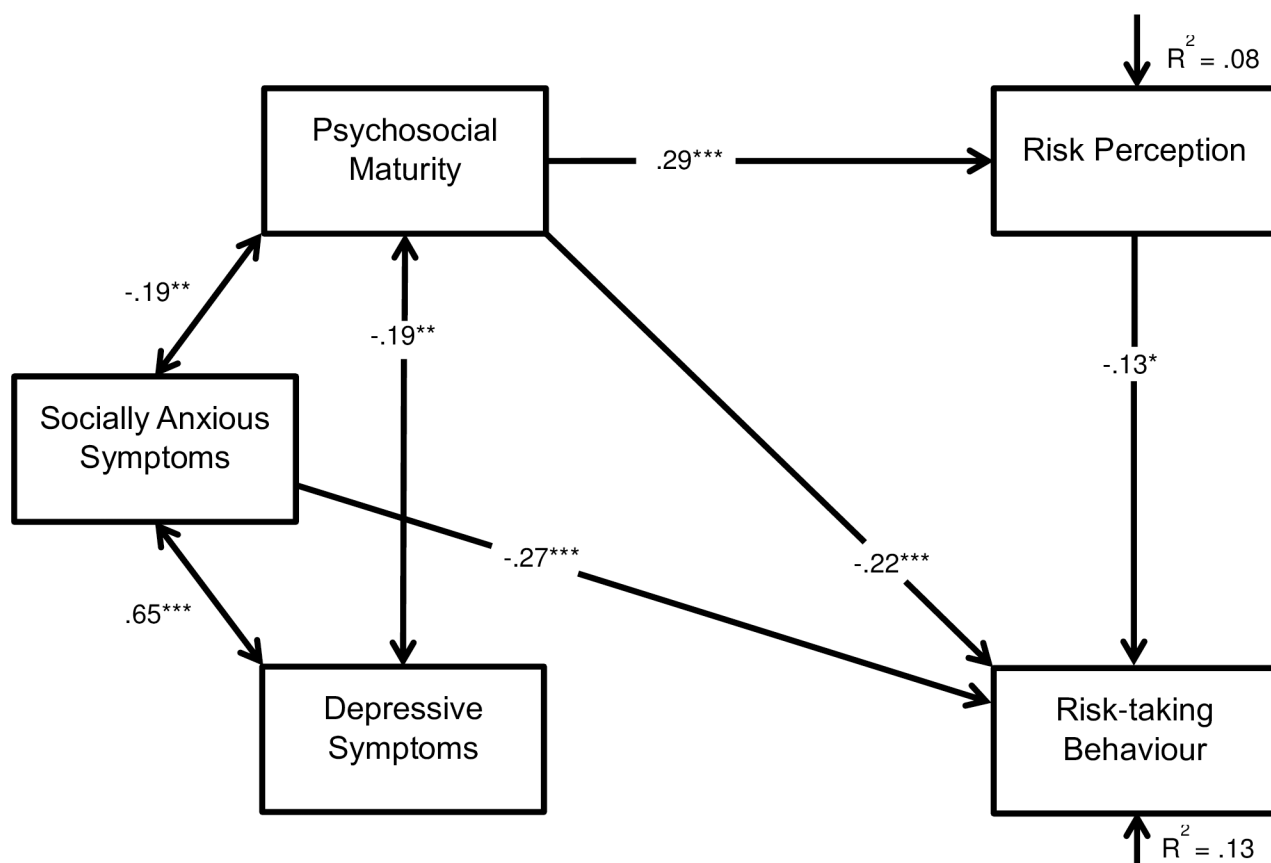 R² = .08
Psychosocial
Maturity
.29***
Risk Perception
-.19**
-.19**
-.13*
Socially Anxious
Symptoms
-.27***
-.22***
.65***
Depressive
Symptoms
Risk-taking
Behaviour
R² = .13